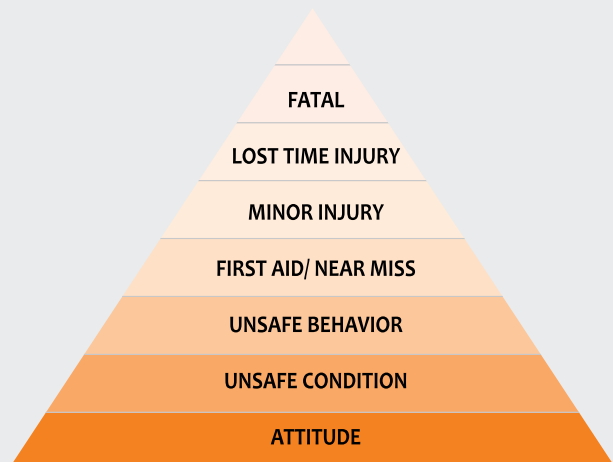 FATAL
LOST TIME INJURY
MINOR INJURY
FIRST AID/ NEAR MISS
UNSAFE BEHAVIOR
UNSAFE CONDITION
ATTITUDE